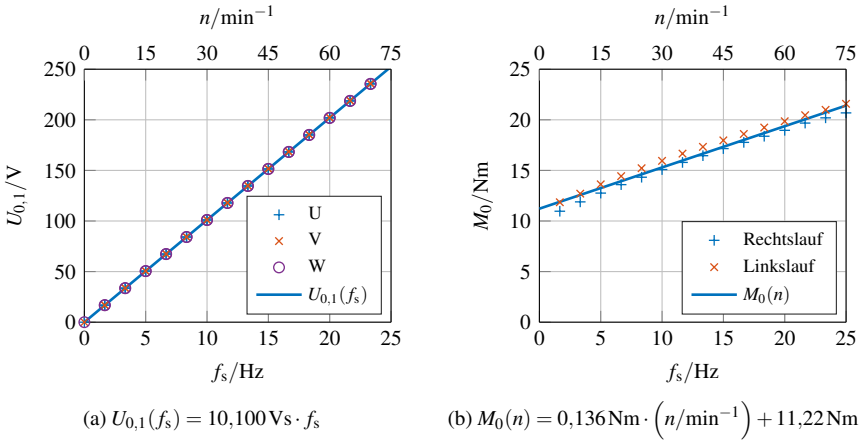 n/min⁻¹
0 15 30 45 60 75
250
200
150
100
50
0
U₀,₁/V
U
V
W
U₀,₁(fₛ)
0 5 10 15 20 25
fₛ/Hz
(a) U₀,₁(fₛ) = 10,100 Vs · fₛ
n/min⁻¹
0 15 30 45 60 75
25
20
15
10
5
0
M₀/Nm
Rechtslauf
Linkslauf
M₀(n)
0 5 10 15 20 25
fₛ/Hz
(b) M₀(n) = 0,136 Nm · (n/min⁻¹) + 11,22 Nm